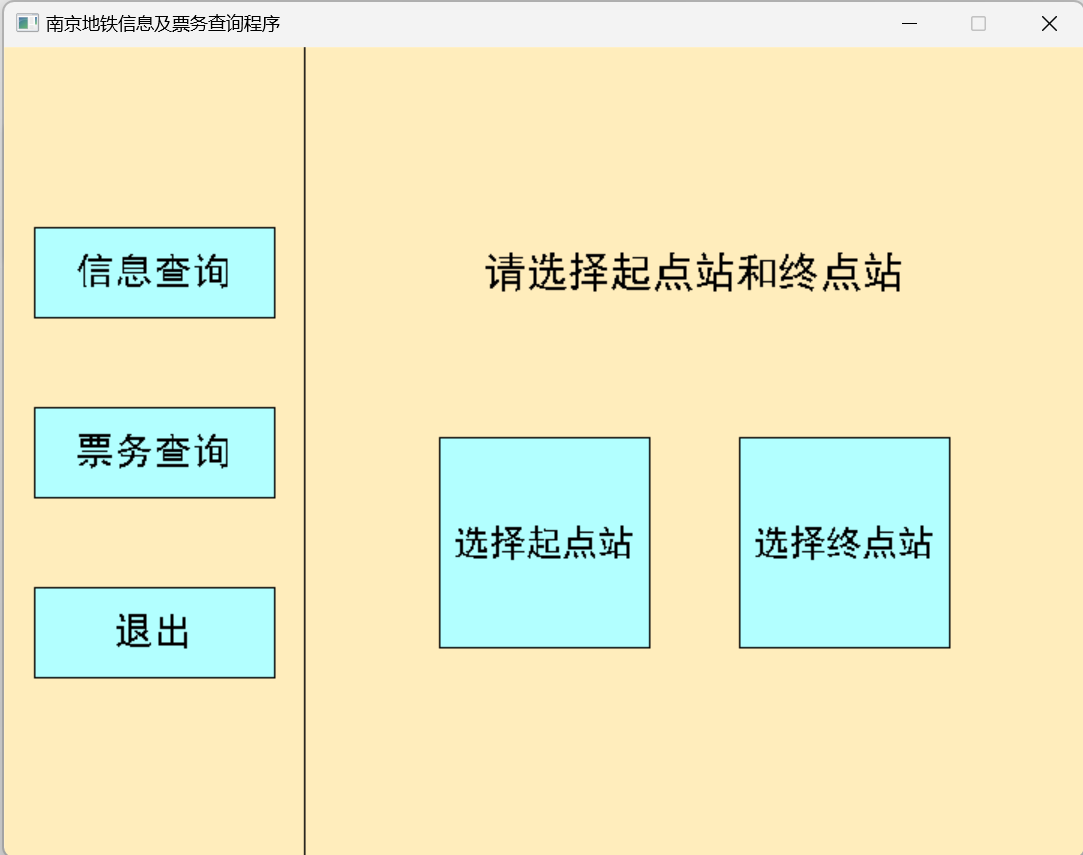 南京地铁信息及票务查询程序
信息查询
票务查询
退出
请选择起点站和终点站
选择起点站
选择终点站